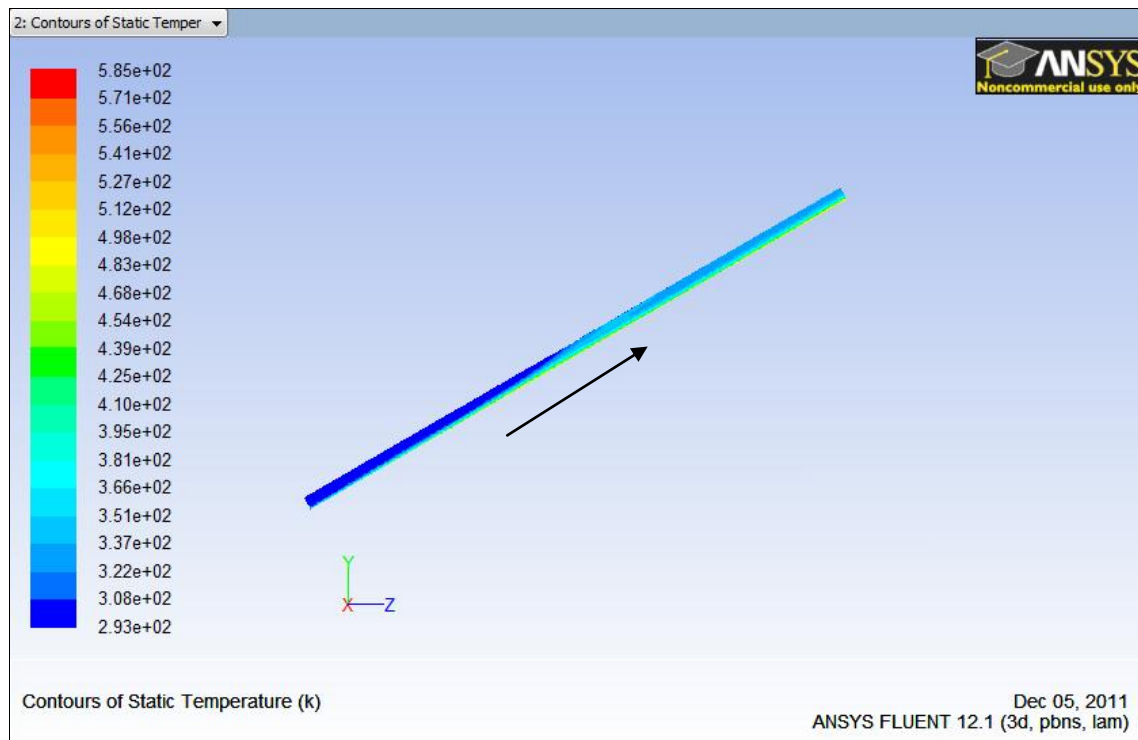 2: Contours of Static Temper
ANSYS
Noncommercial use only
5.85e+02
5.71e+02
5.56e+02
5.41e+02
5.27e+02
5.12e+02
4.98e+02
4.83e+02
4.68e+02
4.54e+02
4.39e+02
4.25e+02
4.10e+02
3.95e+02
3.81e+02
3.66e+02
3.51e+02
3.37e+02
3.22e+02
3.08e+02
2.93e+02
Y
X Z
Contours of Static Temperature (k)
Dec 05, 2011
ANSYS FLUENT 12.1 (3d, pbns, lam)